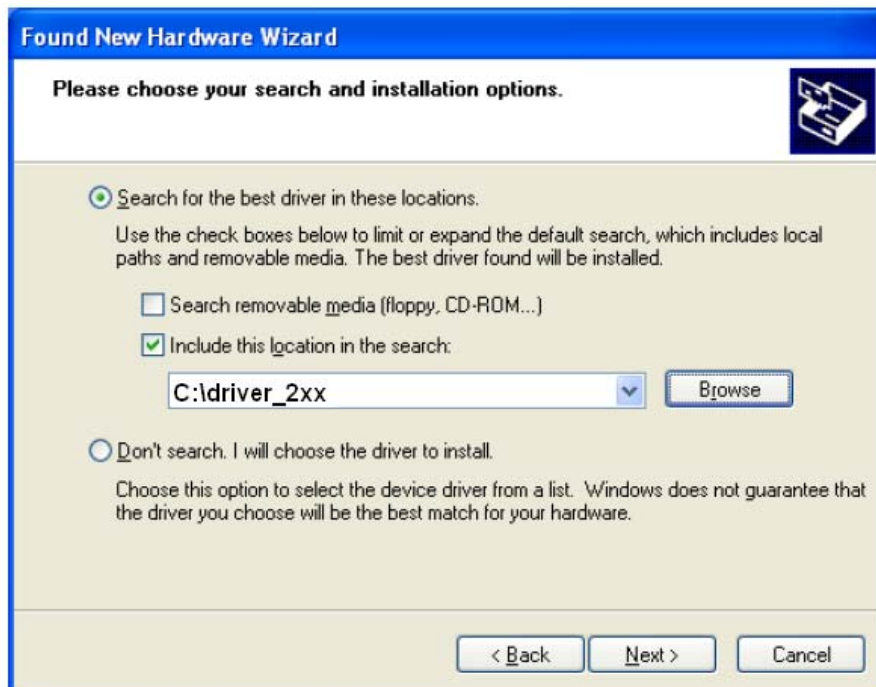 Found New Hardware Wizard
Please choose your search and installation options.
Search for the best driver in these locations.
Use the check boxes below to limit or expand the default search, which includes local
paths and removable media. The best driver found will be installed.
Search removable media (floppy, CD-ROM...)
Include this location in the search:
C:\driver_2xx
Browse
Don't search. I will choose the driver to install.
Choose this option to select the device driver from a list. Windows does not guarantee that
the driver you choose will be the best match for your hardware.
< Back
Next >
Cancel